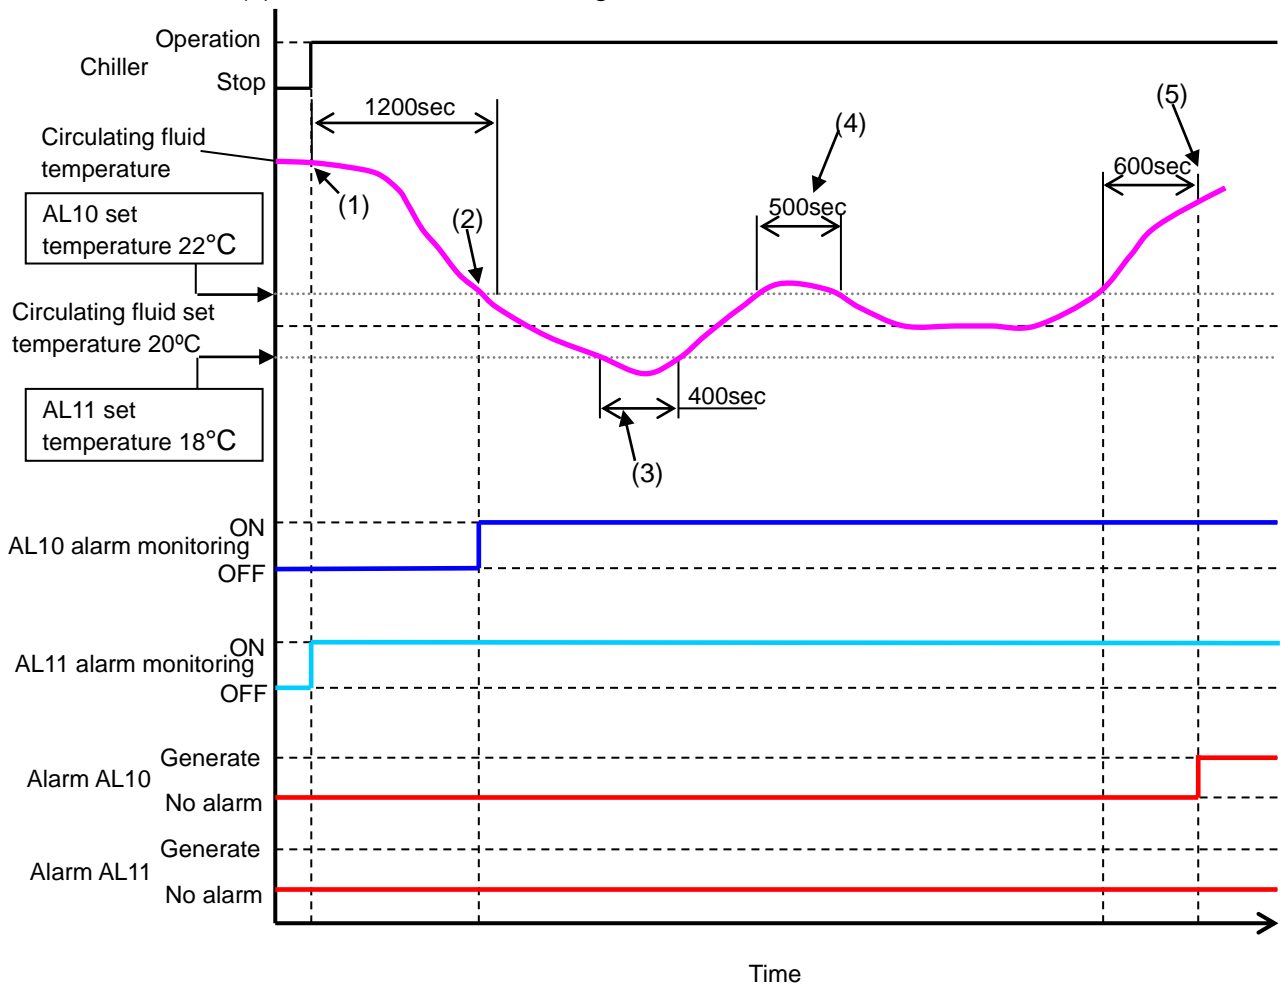 Operation
Chiller
Stop
1200sec
(5)
(4)
Circulating fluid
temperature
600sec
(1)
500sec
AL10 set
temperature 22°C
(2)
Circulating fluid set
temperature 20ºC
400sec
AL11 set
temperature 18°C
(3)
ON
AL10 alarm monitoring
OFF
ON
AL11 alarm monitoring
OFF
Generate
Alarm AL10
No alarm
Generate
Alarm AL11
No alarm
Time